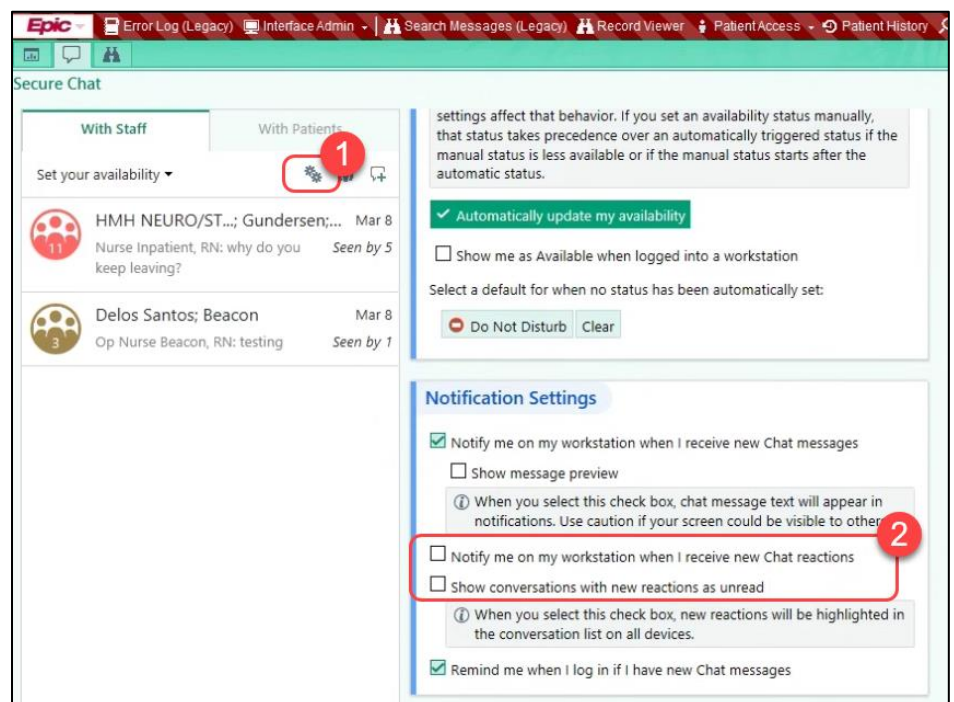 Epic Error Log (Legacy) Interface Admin Search Messages (Legacy) Record Viewer Patient Access Patient History
Secure Chat
With Staff With Patients
1
Set your availability
HMH NEURO/ST...; Gundersen;... Mar 8
11
Nurse Inpatient, RN: why do you Seen by 5
keep leaving?
Delos Santos; Beacon Mar 8
3
Op Nurse Beacon, RN: testing Seen by 1
settings affect that behavior. If you set an availability status manually,
that status takes precedence over an automatically triggered status if the
manual status is less available or if the manual status starts after the
automatic status.
Automatically update my availability
Show me as Available when logged into a workstation
Select a default for when no status has been automatically set:
Do Not Disturb Clear
Notification Settings
Notify me on my workstation when I receive new Chat messages
Show message preview
When you select this check box, chat message text will appear in
notifications. Use caution if your screen could be visible to other
2
Notify me on my workstation when I receive new Chat reactions
Show conversations with new reactions as unread
When you select this check box, new reactions will be highlighted in
the conversation list on all devices.
Remind me when I log in if I have new Chat messages